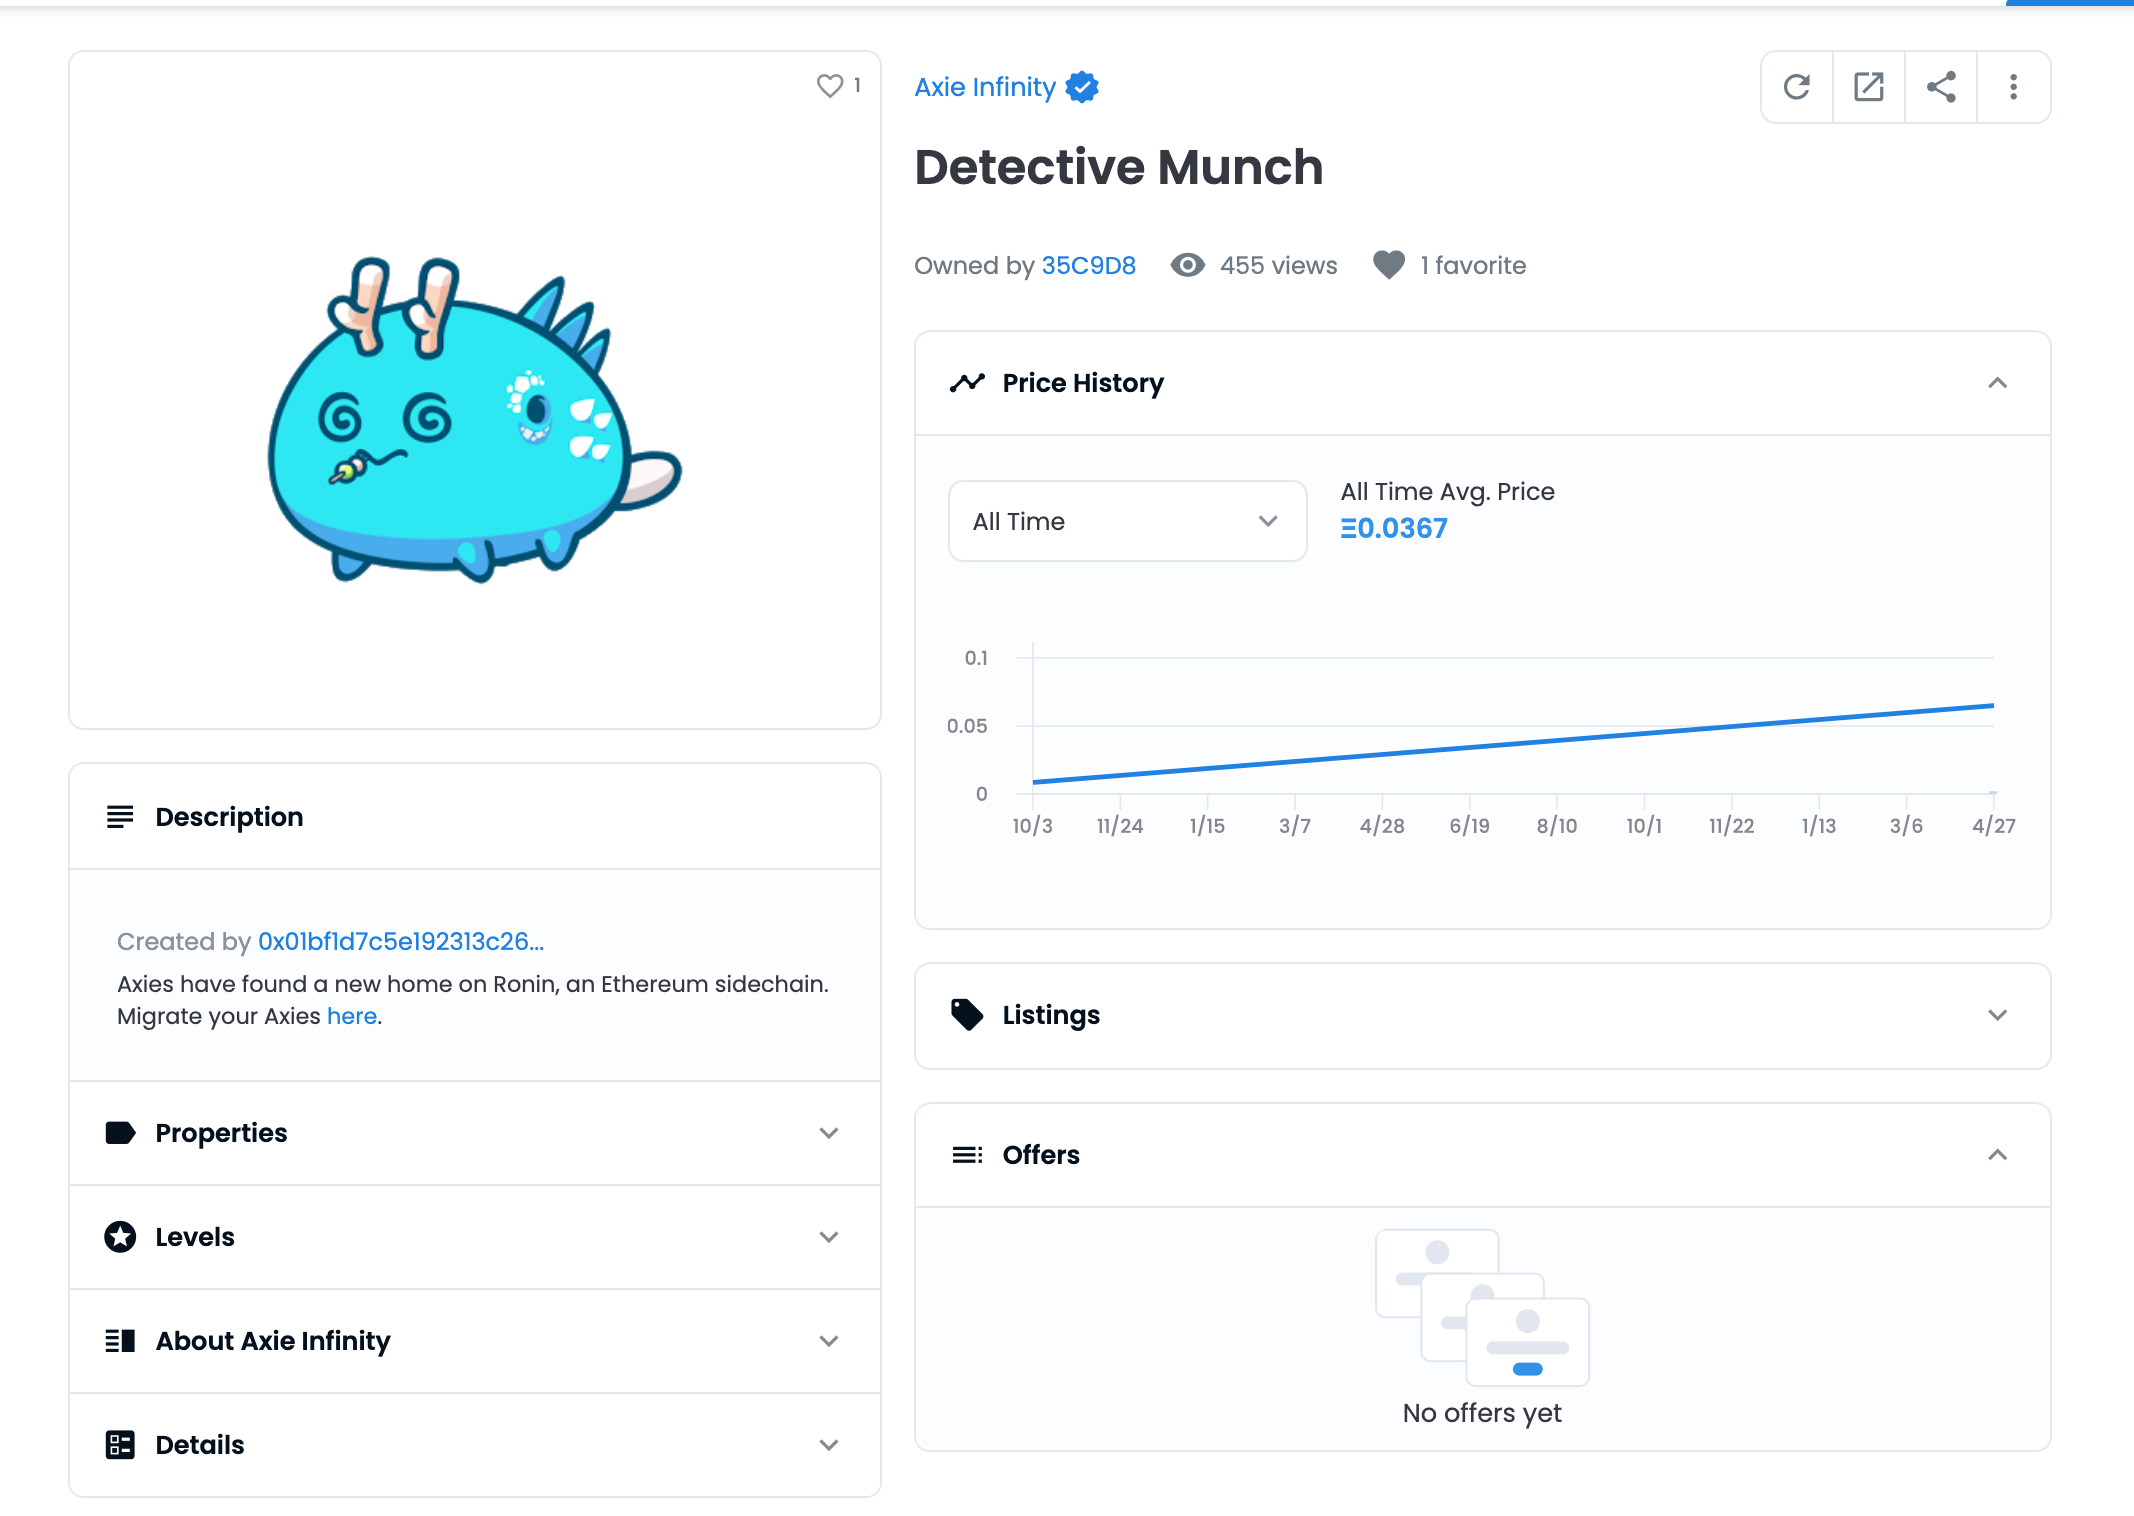 1
Axie Infinity
Detective Munch
Owned by 35C9D8 455 views 1 favorite
Price History
All Time
All Time Avg. Price
Ξ0.0367
0.1
0.05
0
10/3 11/24 1/15 3/7 4/28 6/19 8/10 10/1 11/22 1/13 3/6 4/27
Listings
Offers
No offers yet
Description
Created by 0x01bf1d7c5e192313c26...
Axies have found a new home on Ronin, an Ethereum sidechain.
Migrate your Axies here.
Properties
Levels
About Axie Infinity
Details